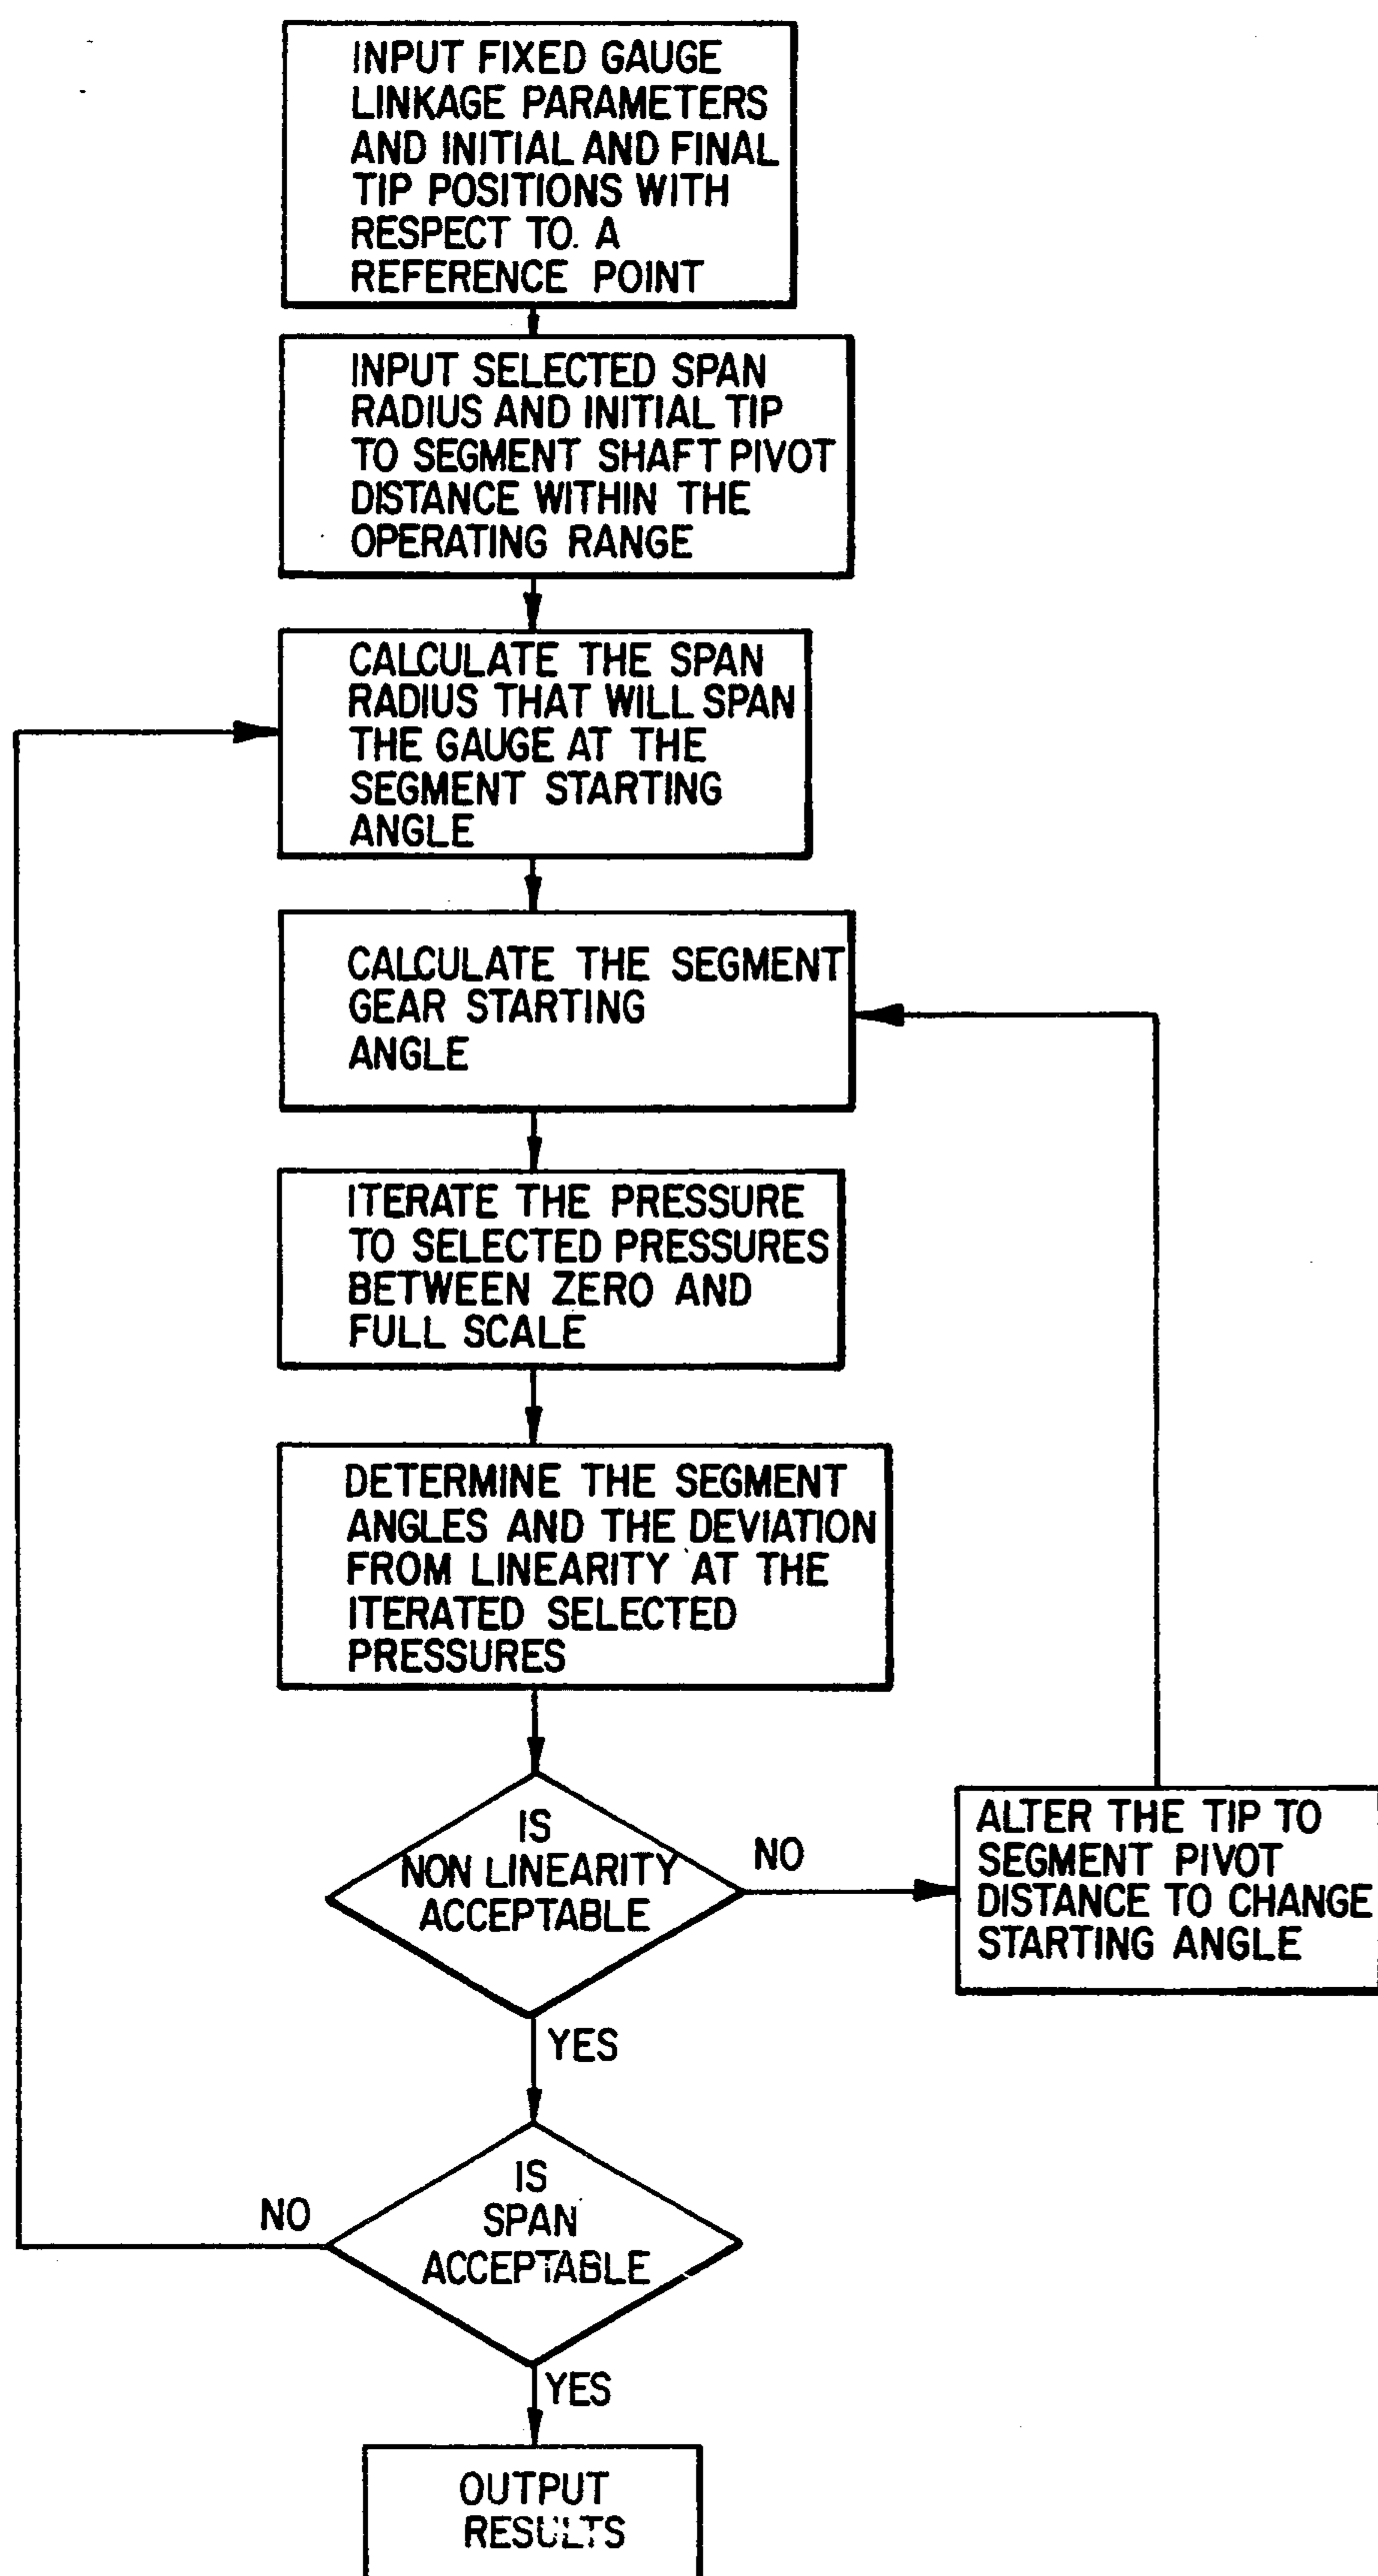 INPUT FIXED GAUGE
LINKAGE PARAMETERS
AND INITIAL AND FINAL
TIP POSITIONS WITH
RESPECT TO. A
REFERENCE POINT
INPUT SELECTED SPAN
RADIUS AND INITIAL TIP
TO SEGMENT SHAFT PIVOT
DISTANCE WITHIN THE
OPERATING RANGE
CALCULATE THE SPAN
RADIUS THAT WILL SPAN
THE GAUGE AT THE
SEGMENT STARTING
ANGLE
CALCULATE THE SEGMENT
GEAR STARTING
ANGLE
ITERATE THE PRESSURE
TO SELECTED PRESSURES
BETWEEN ZERO AND
FULL SCALE
DETERMINE THE SEGMENT
ANGLES AND THE DEVIATION
FROM LINEARITY AT THE
ITERATED SELECTED
PRESSURES
IS
NON LINEARITY
ACCEPTABLE
NO
ALTER THE TIP TO
SEGMENT PIVOT
DISTANCE TO CHANGE
STARTING ANGLE
YES
IS
SPAN
ACCEPTABLE
NO
YES
OUTPUT
RESULTS